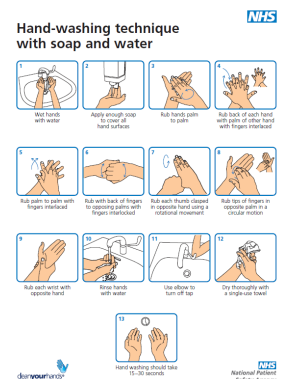 NHS
Hand-washing technique
with soap and water
1
Wet hands
with water
2
Apply enough soap
to cover all
hand surfaces
3
Rub hands palm
to palm
4
Rub back of each hand
with palm of other hand
with fingers interlaced
5
Rub palm to palm with
fingers interlaced
6
Rub with back of fingers
to opposing palms with
fingers interlocked
7
Rub each thumb clasped
in opposite hand using a
rotational movement
8
Rub tips of fingers in
opposite palm in a
circular motion
9
Rub each wrist with
opposite hand
10
Rinse hands
with water
11
Use elbow to
turn off tap
12
Dry thoroughly with
a single-use towel
13
Hand washing should take
15–30 seconds
cleanyourhands
NHS
National Patient